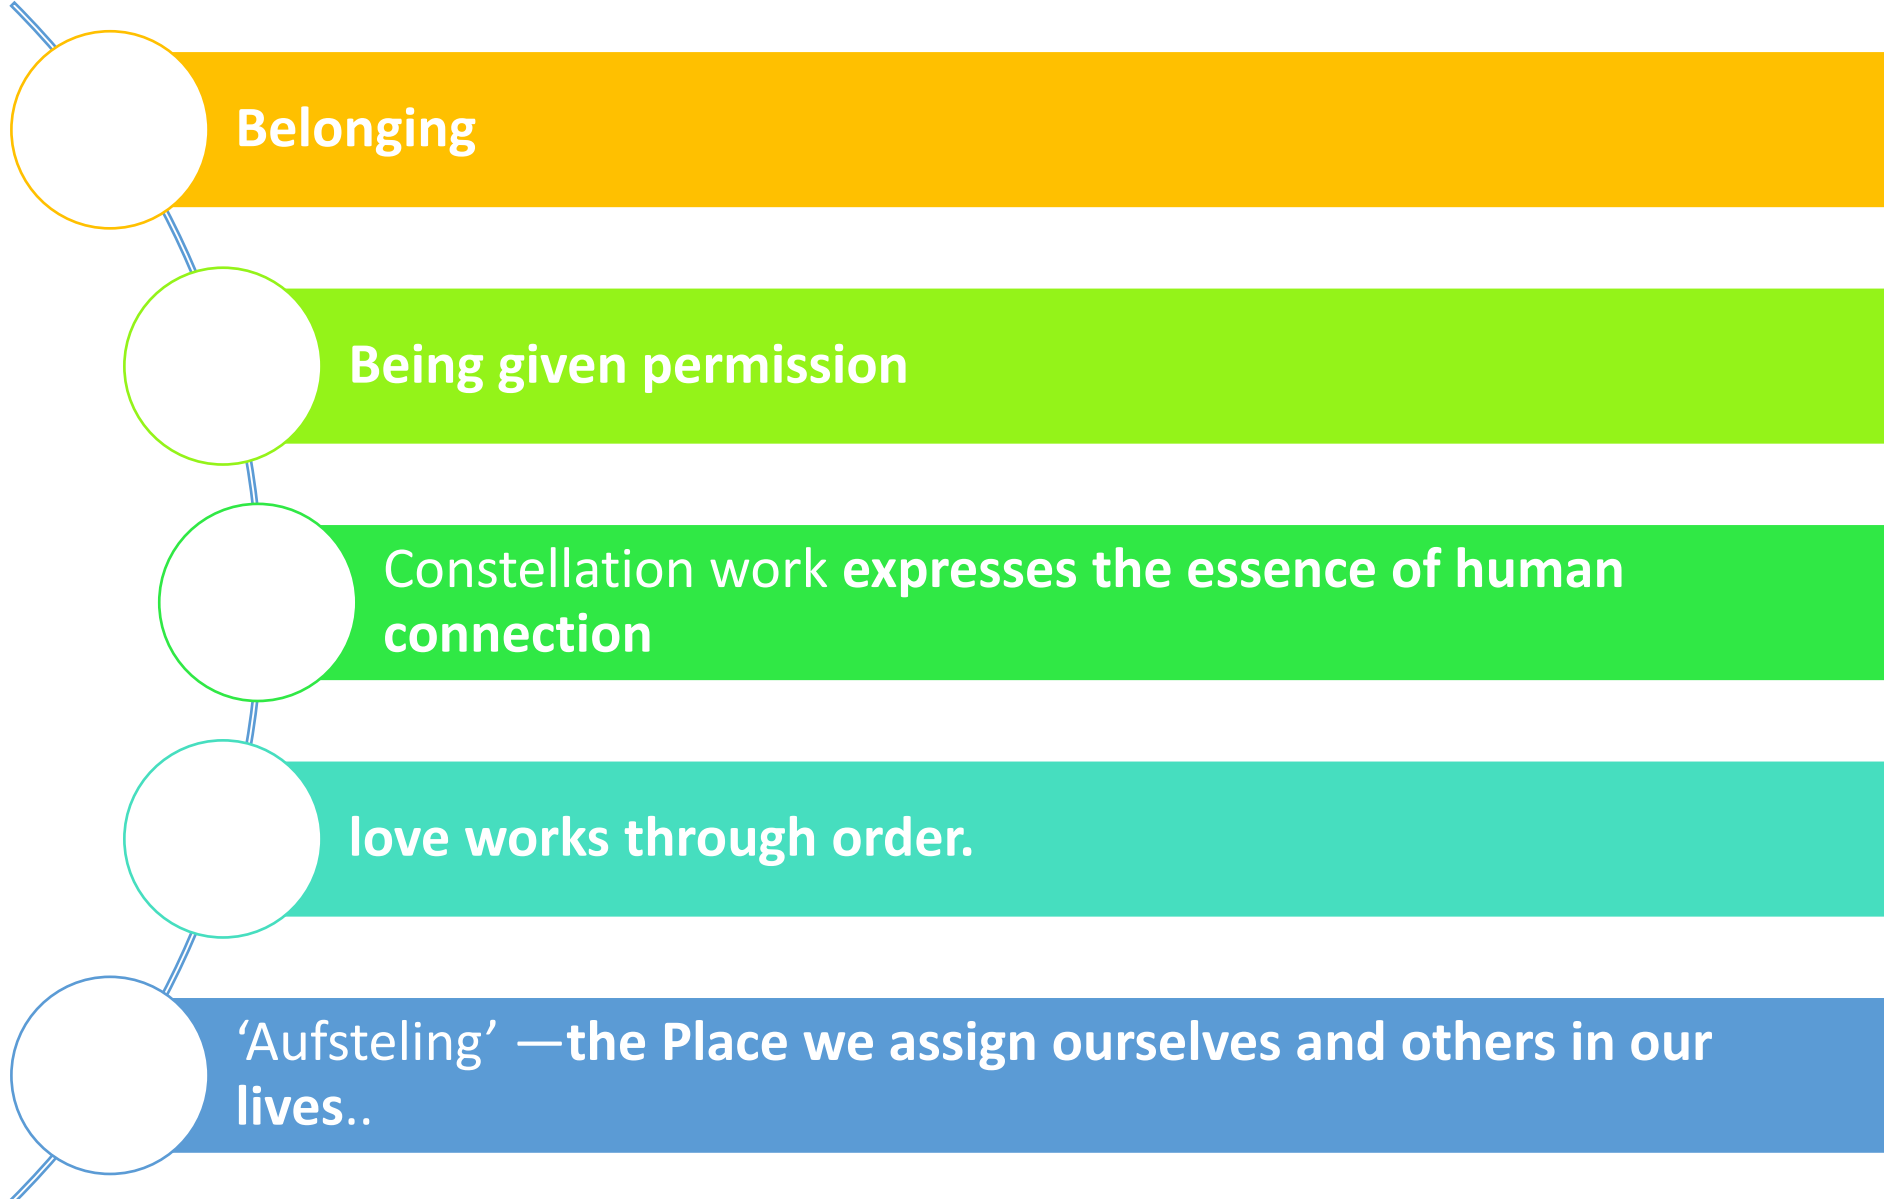 Belonging
Being given permission
Constellation work expresses the essence of human
connection
love works through order.
‘Aufsteling’ —the Place we assign ourselves and others in our
lives..